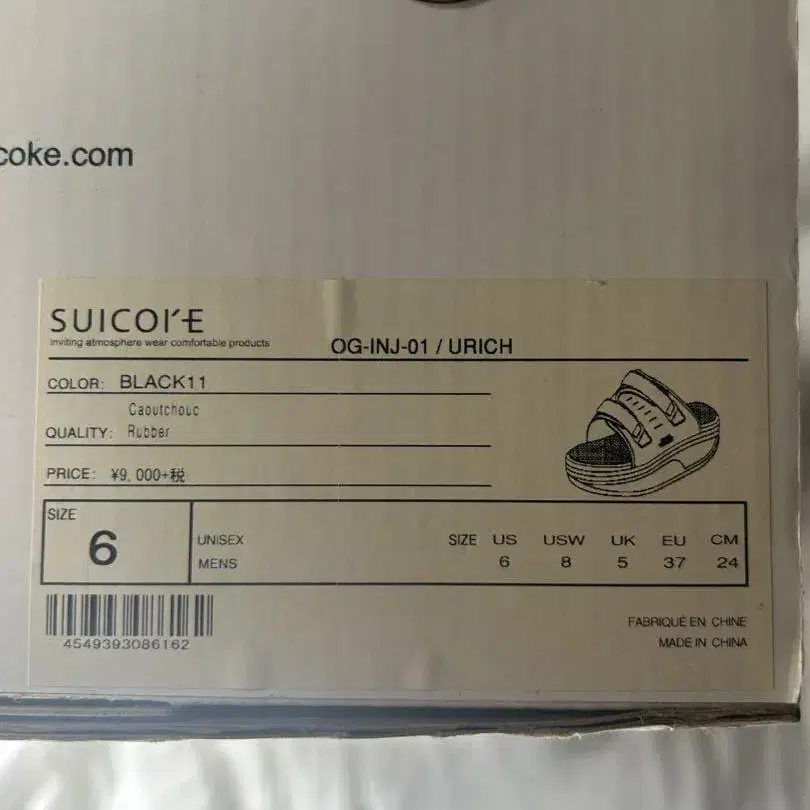 coke.com
SUICOKE
inviting atmosphere wear comfortable products
OG-INJ-01 / URICH
COLOR: BLACK11
Caoutchouc
QUALITY: Rubber
PRICE: ¥9,000+税
SIZE
6
UNISEX
MENS
SIZE US USW UK EU CM
6 8 5 37 24
4549393086162
FABRIQUÉ EN CHINE
MADE IN CHINA